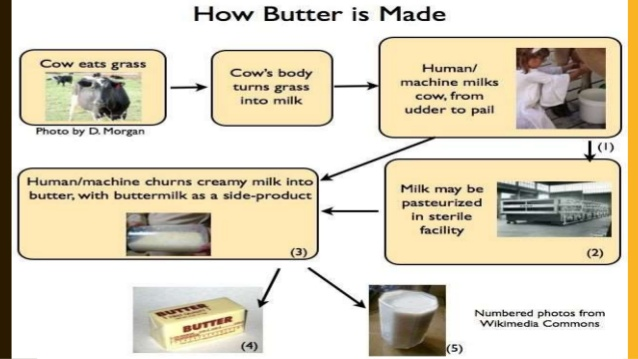 How Butter is Made
Cow eats grass
Photo by D. Morgan
Cow's body
turns grass
into milk
Human/
machine milks
cow, from
udder to pail
(1)
Milk may be
pasteurized
in sterile
facility
(2)
Human/machine churns creamy milk into
butter, with buttermilk as a side-product
(3)
BUTTER
BUTTER
(4)
(5)
Numbered photos from
Wikimedia Commons